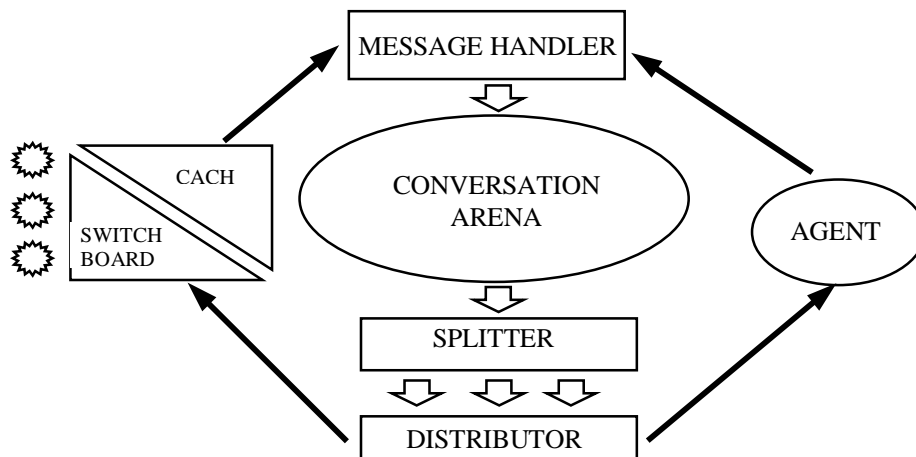 MESSAGE HANDLER
CACH
SWITCH
BOARD
CONVERSATION
ARENA
AGENT
SPLITTER
DISTRIBUTOR